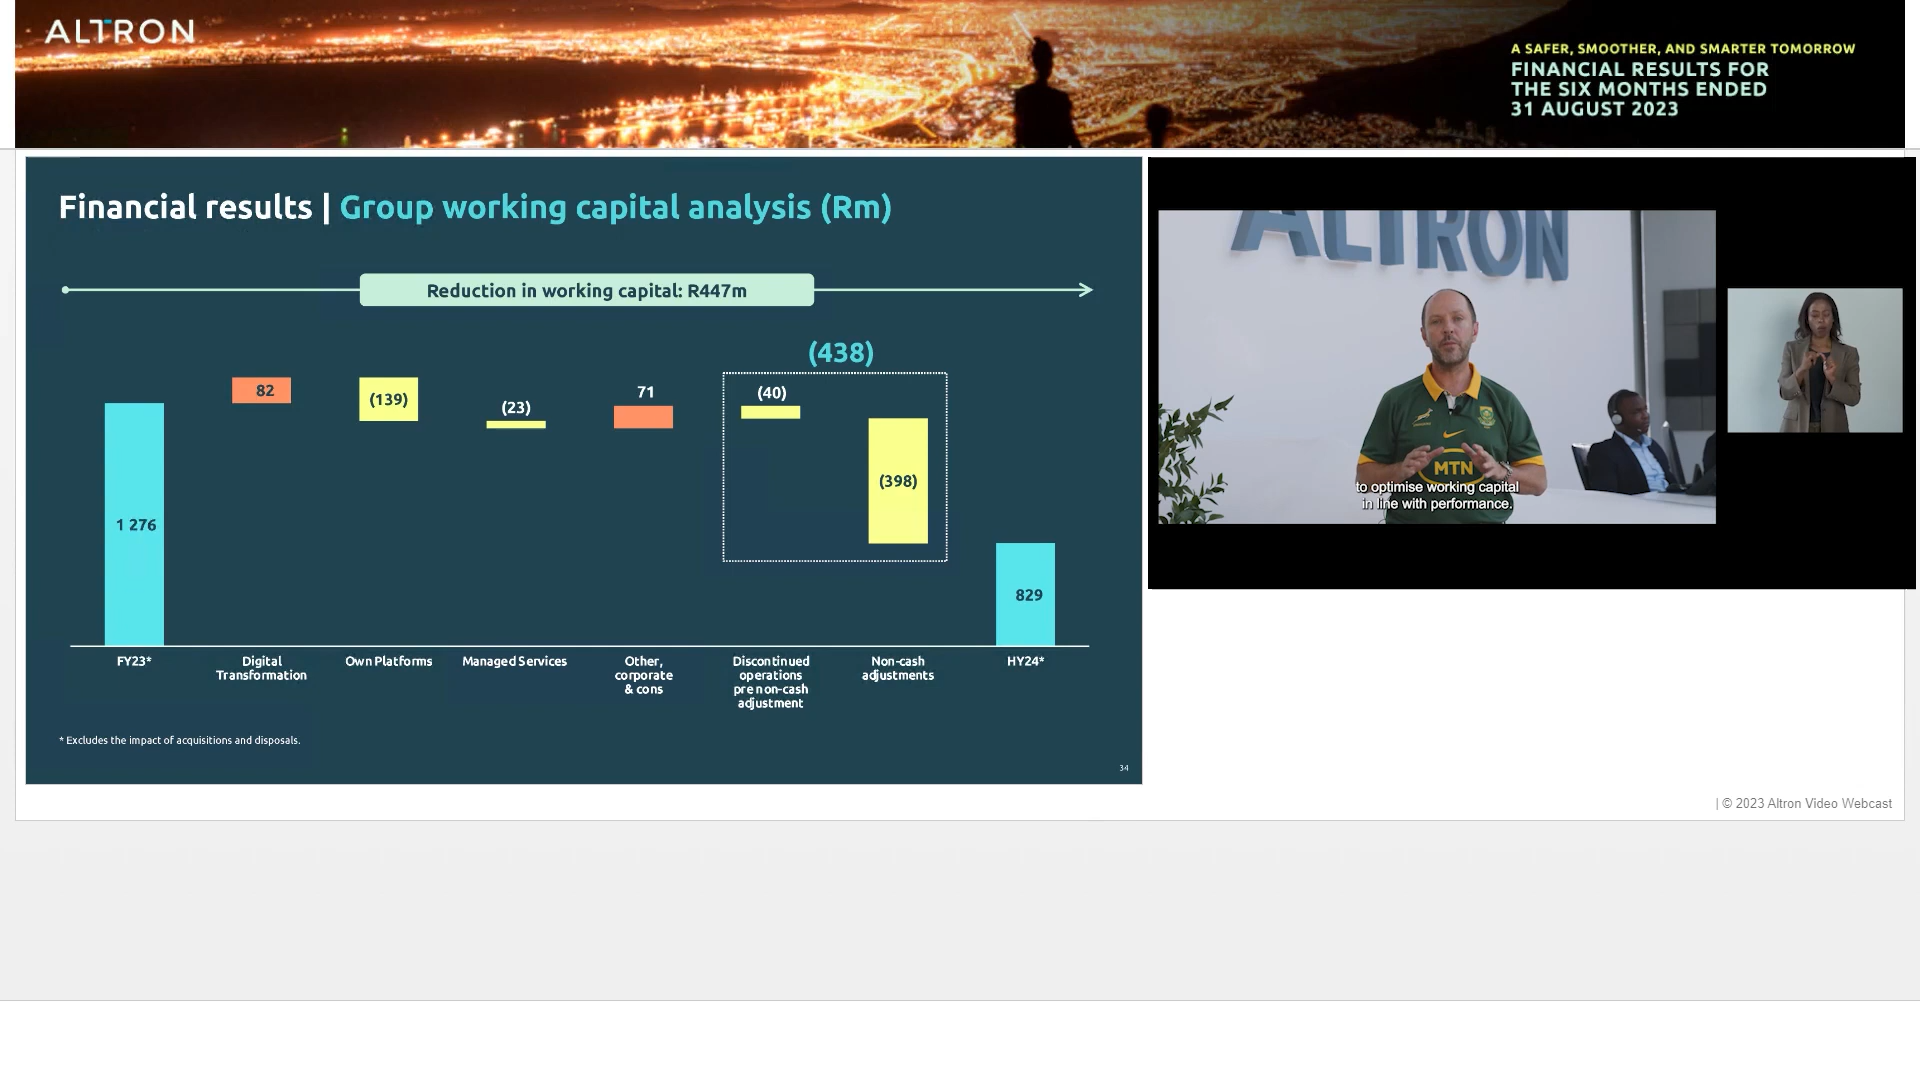 ALTRON
A SAFER, SMOOTHER, AND SMARTER TOMORROW
FINANCIAL RESULTS FOR
THE SIX MONTHS ENDED
31 AUGUST 2023
Financial results | Group working capital analysis (Rm)
Reduction in working capital: R447m
(438)
82
(139)
(23)
71
(40)
(398)
1 276
829
FY23*
Digital
Transformation
Own Platforms
Managed Services
Other,
corporate
& cons
Discontinued
operations
pre non-cash
adjustment
Non-cash
adjustments
HY24*
* Excludes the impact of acquisitions and disposals.
34
ALTRON
MTN
to optimise working capital
in line with performance.
| © 2023 Altron Video Webcast